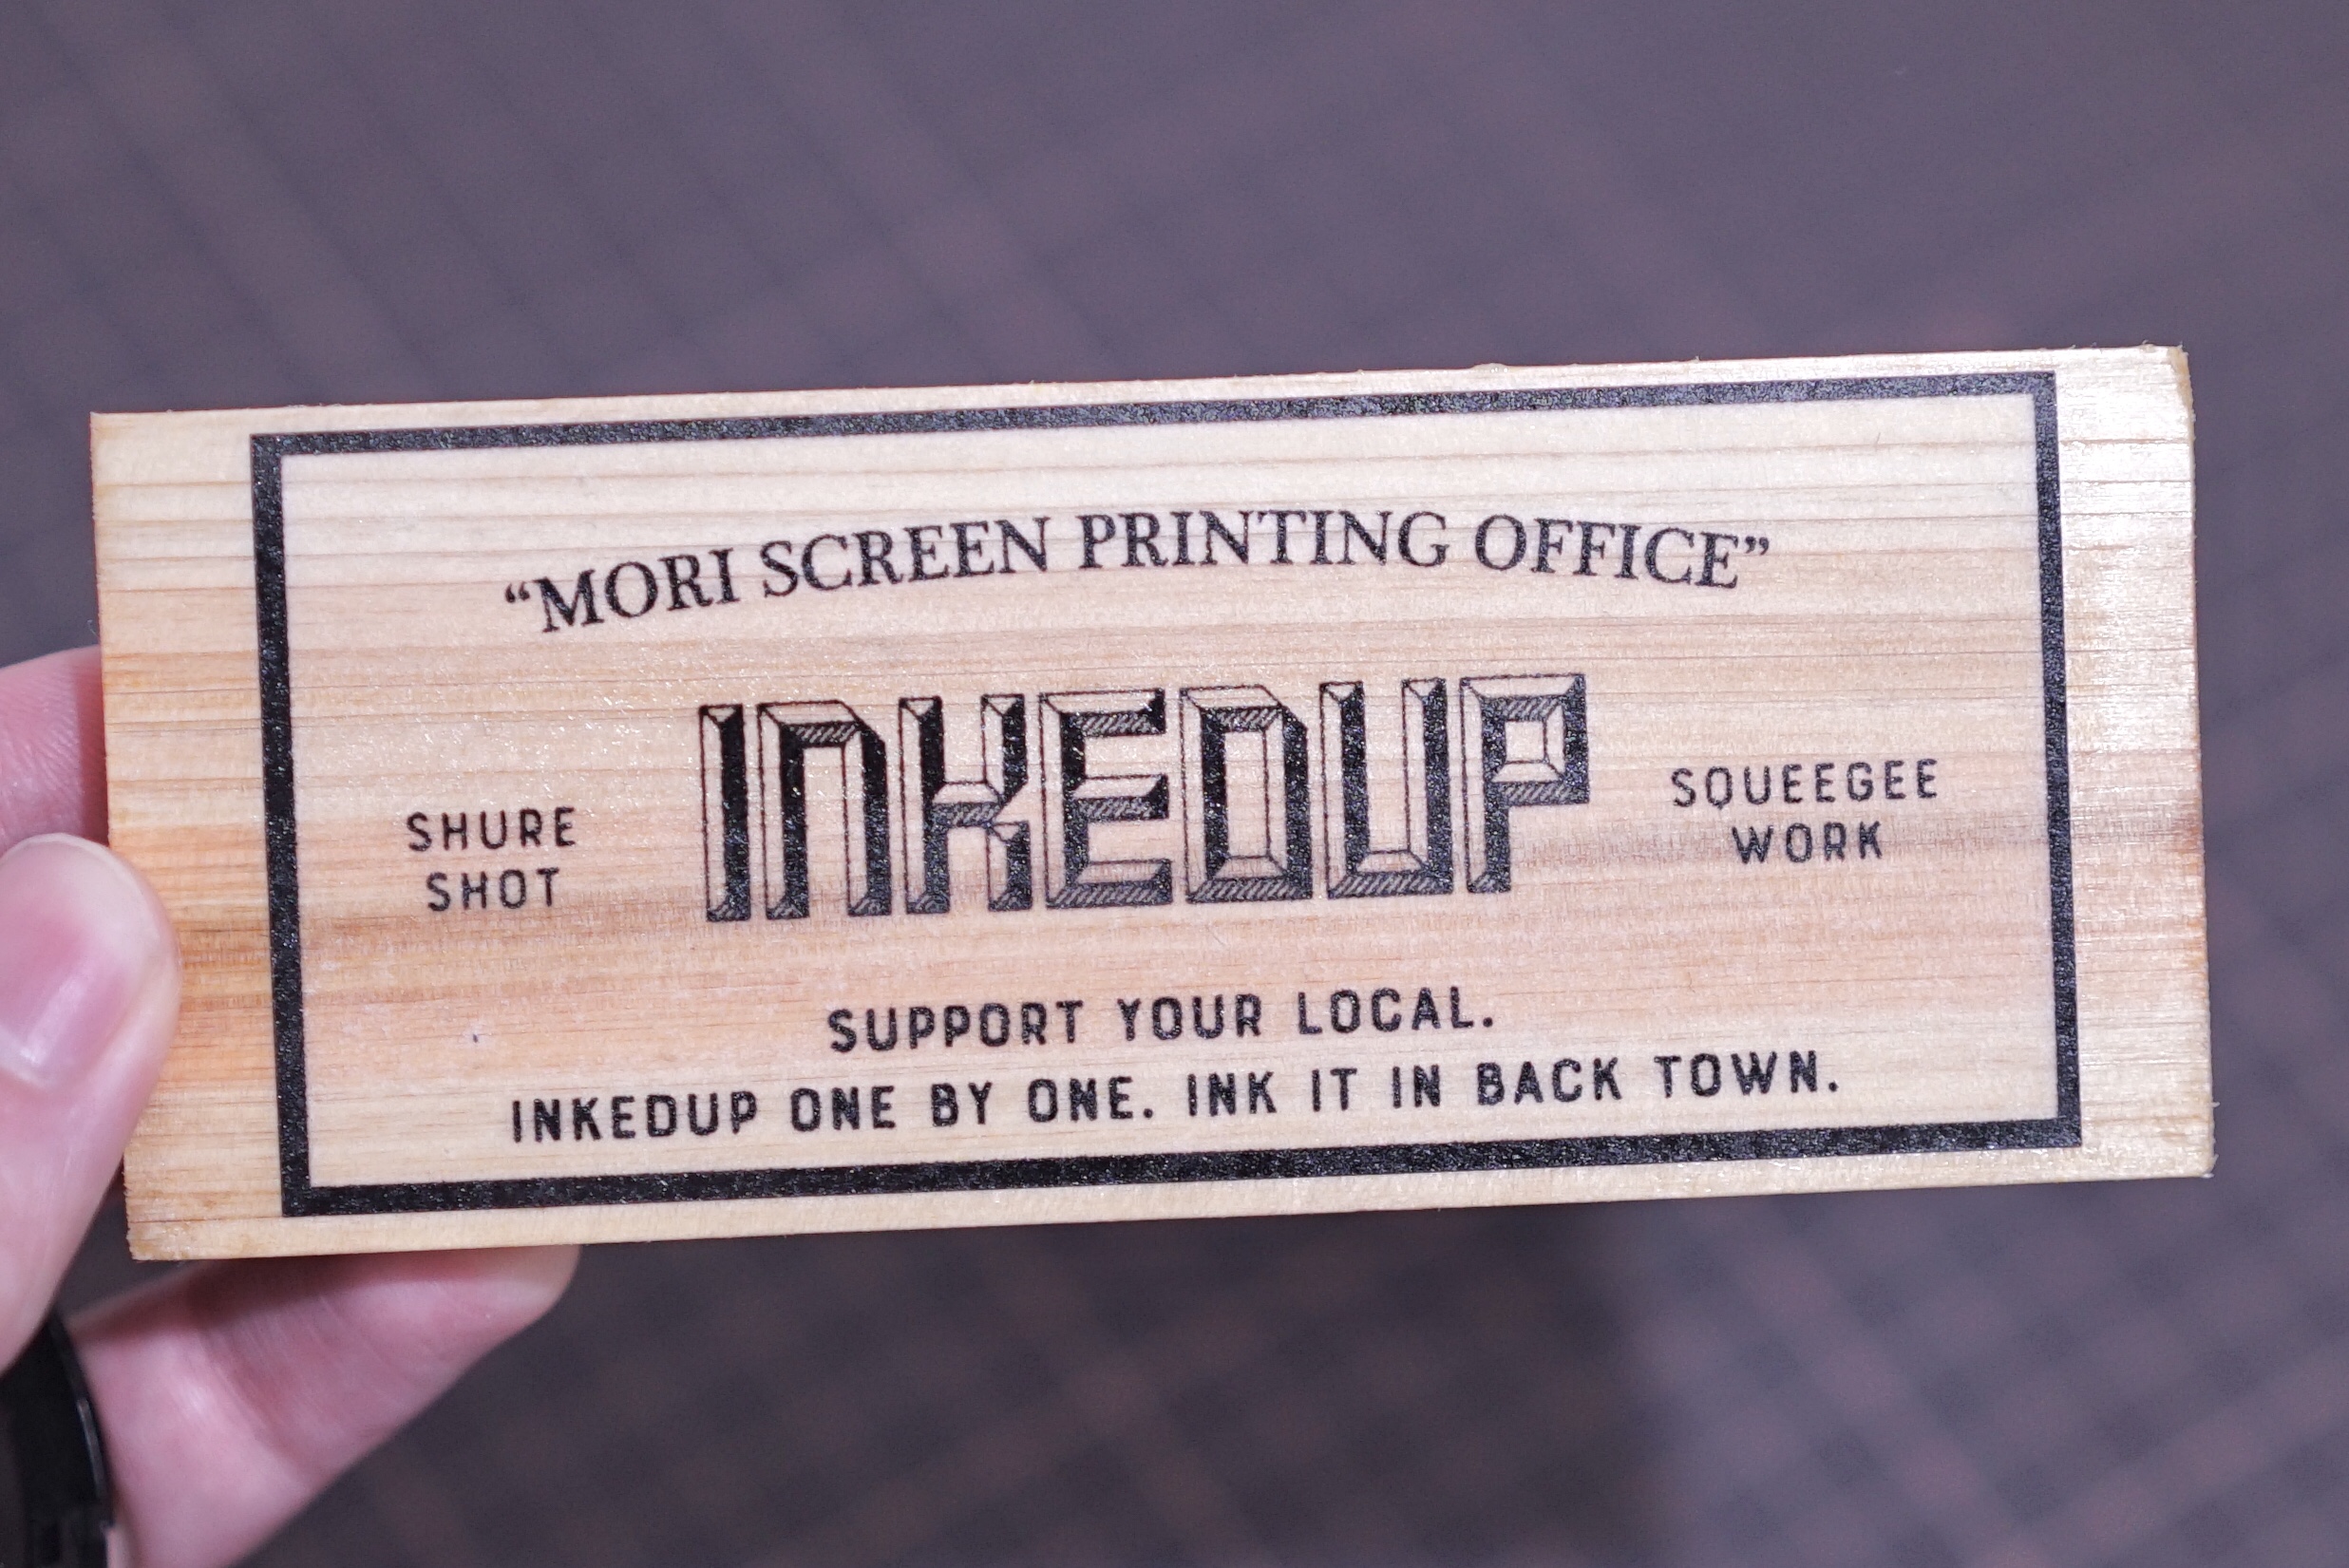 “MORI SCREEN PRINTING OFFICE”
INKEDUP
SHURE
SHOT
SQUEEGEE
WORK
SUPPORT YOUR LOCAL.
INKEDUP ONE BY ONE. INK IT IN BACK TOWN.